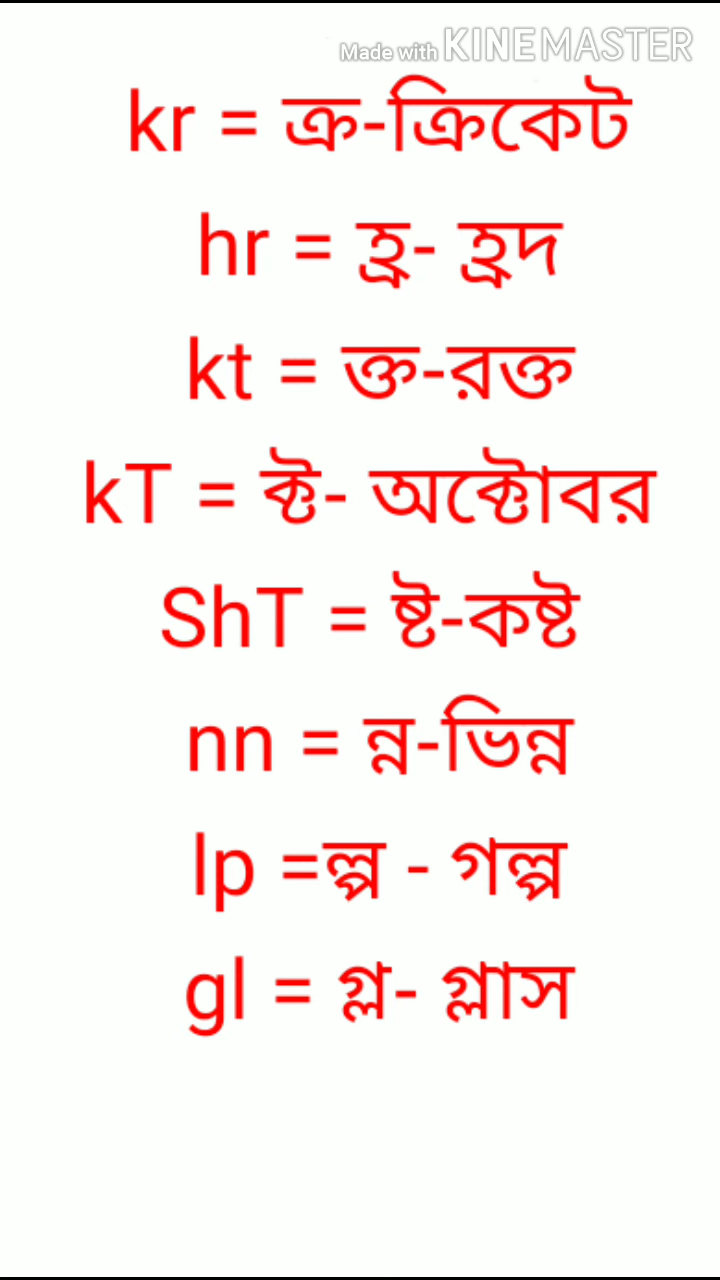 Made with KINEMASTER
kr = ক্র-ক্রিকেট
hr = হ্র- হ্রদ
kt = ক্ত-রক্ত
kT = ক্ট- অক্টোবর
ShT = ষ্ট-কষ্ট
nn = ন্ন-ভিন্ন
lp =ল্প - গল্প
gl = গ্ল- গ্লাস